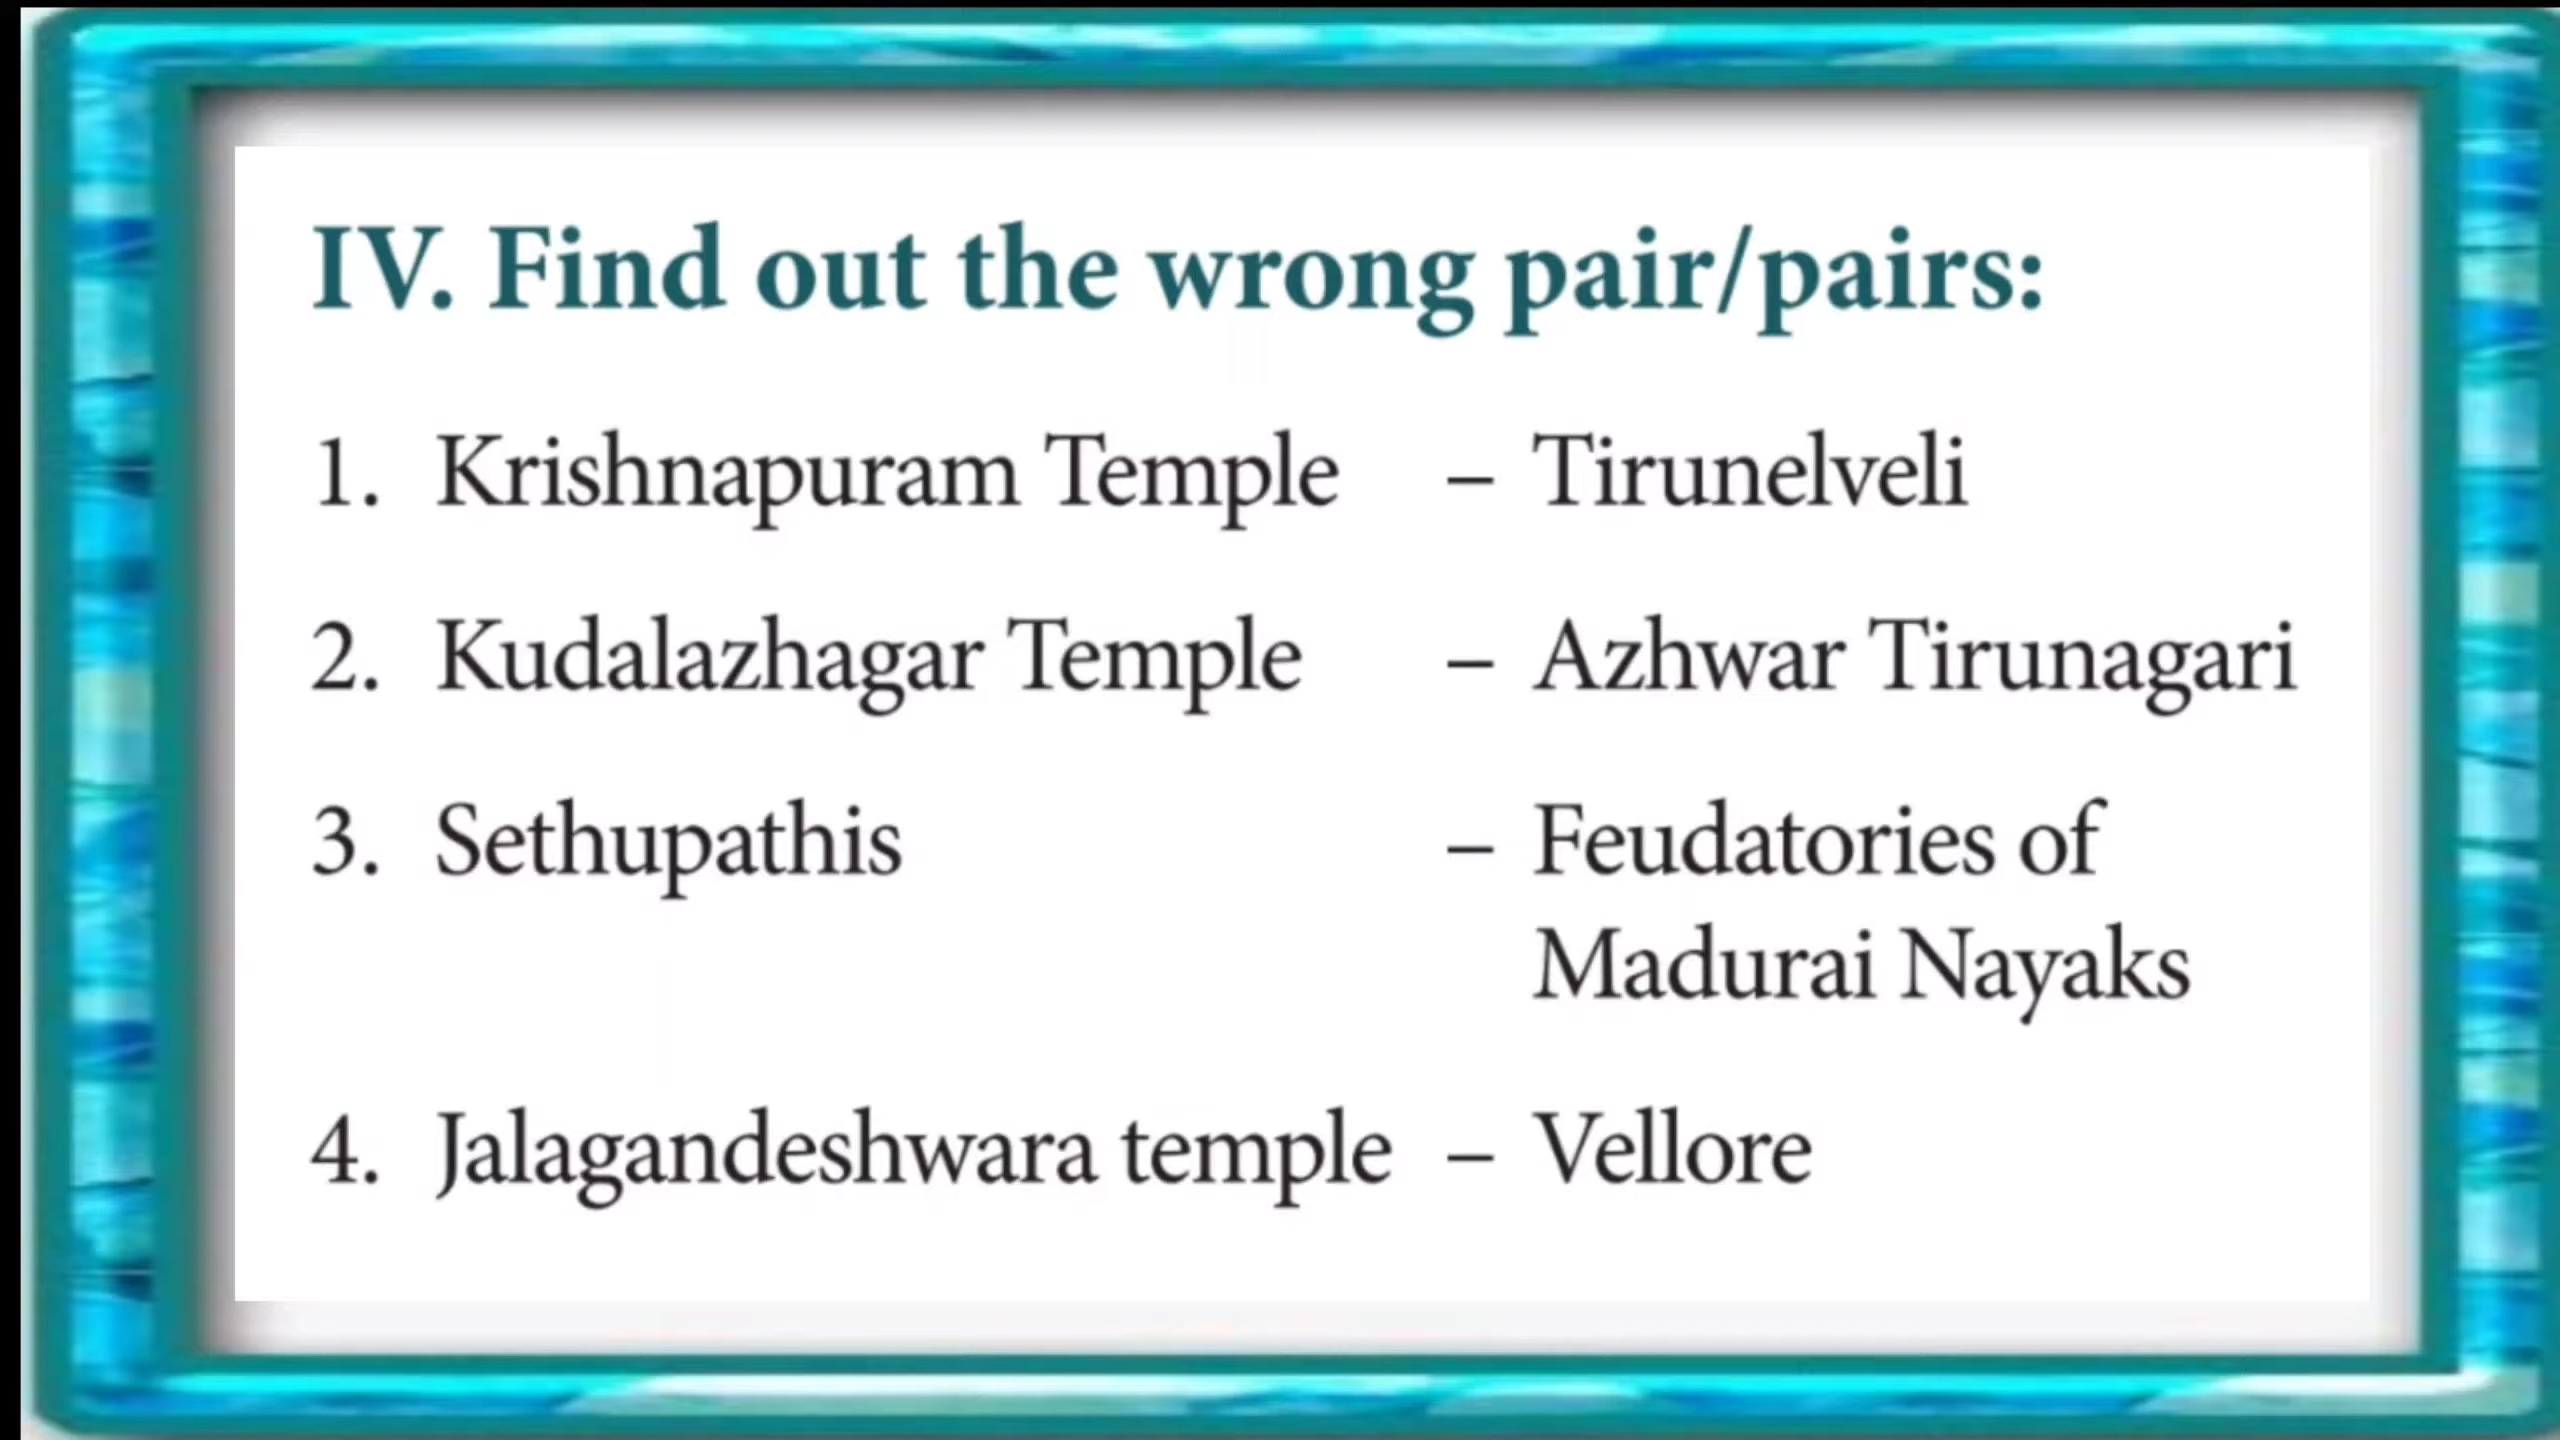 IV. Find out the wrong pair/pairs:
1. Krishnapuram Temple – Tirunelveli
2. Kudalazhagar Temple – Azhwar Tirunagari
3. Sethupathis – Feudatories of
Madurai Nayaks
4. Jalagandeshwara temple – Vellore